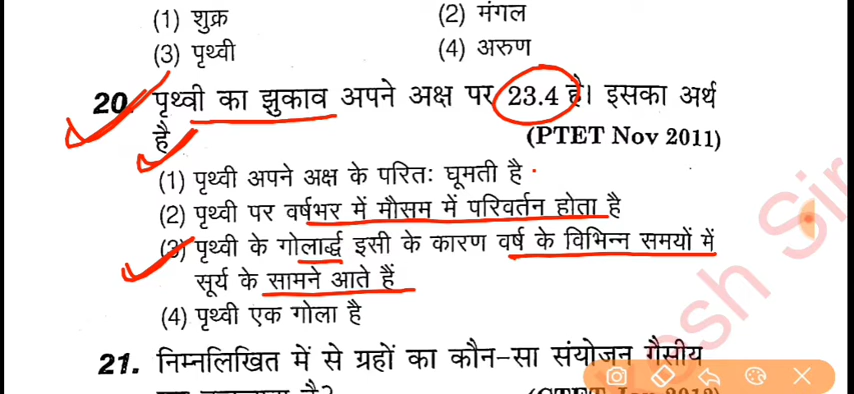 (1) शुक्र (2) मंगल
(3) पृथ्वी (4) अरुण
20. पृथ्वी का झुकाव अपने अक्ष पर 23.4 है। इसका अर्थ
है (PTET Nov 2011)
(1) पृथ्वी अपने अक्ष के परितः घूमती है
(2) पृथ्वी पर वर्षभर में मौसम में परिवर्तन होता है
(3) पृथ्वी के गोलार्द्ध इसी के कारण वर्ष के विभिन्न समयों में
सूर्य के सामने आते हैं
(4) पृथ्वी एक गोला है
21. निम्नलिखित में से ग्रहों का कौन-सा संयोजन गैसीय